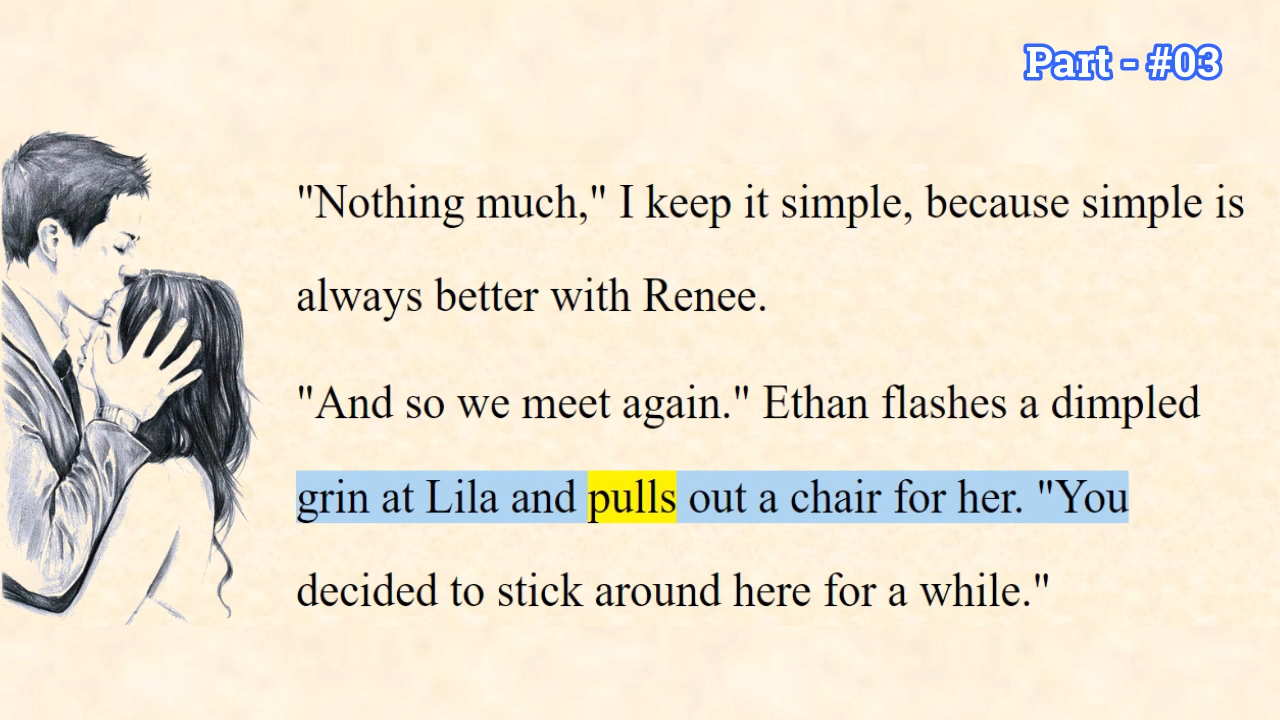 Part - #03
"Nothing much," I keep it simple, because simple is
always better with Renee.
"And so we meet again." Ethan flashes a dimpled
grin at Lila and pulls out a chair for her. "You
decided to stick around here for a while."